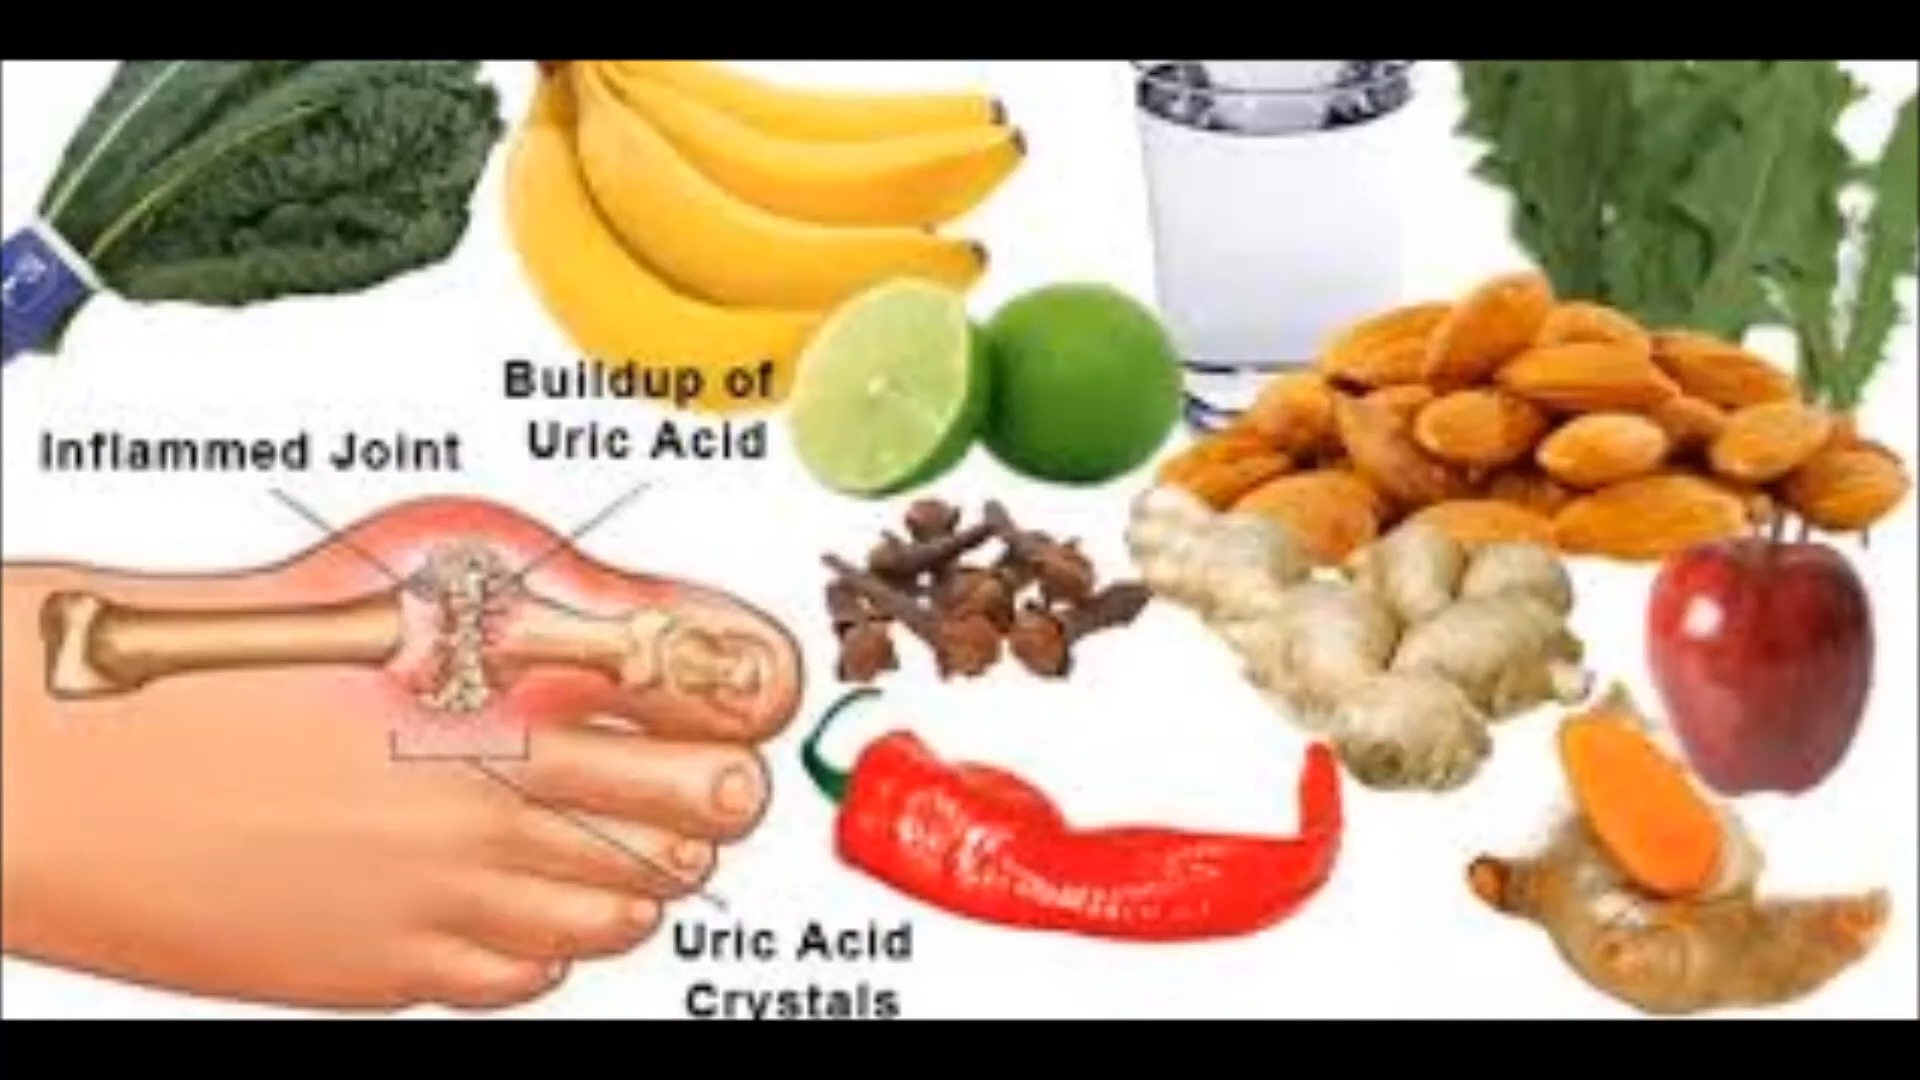 Buildup of
Uric Acid
Inflammed Joint
Uric Acid
Crystals